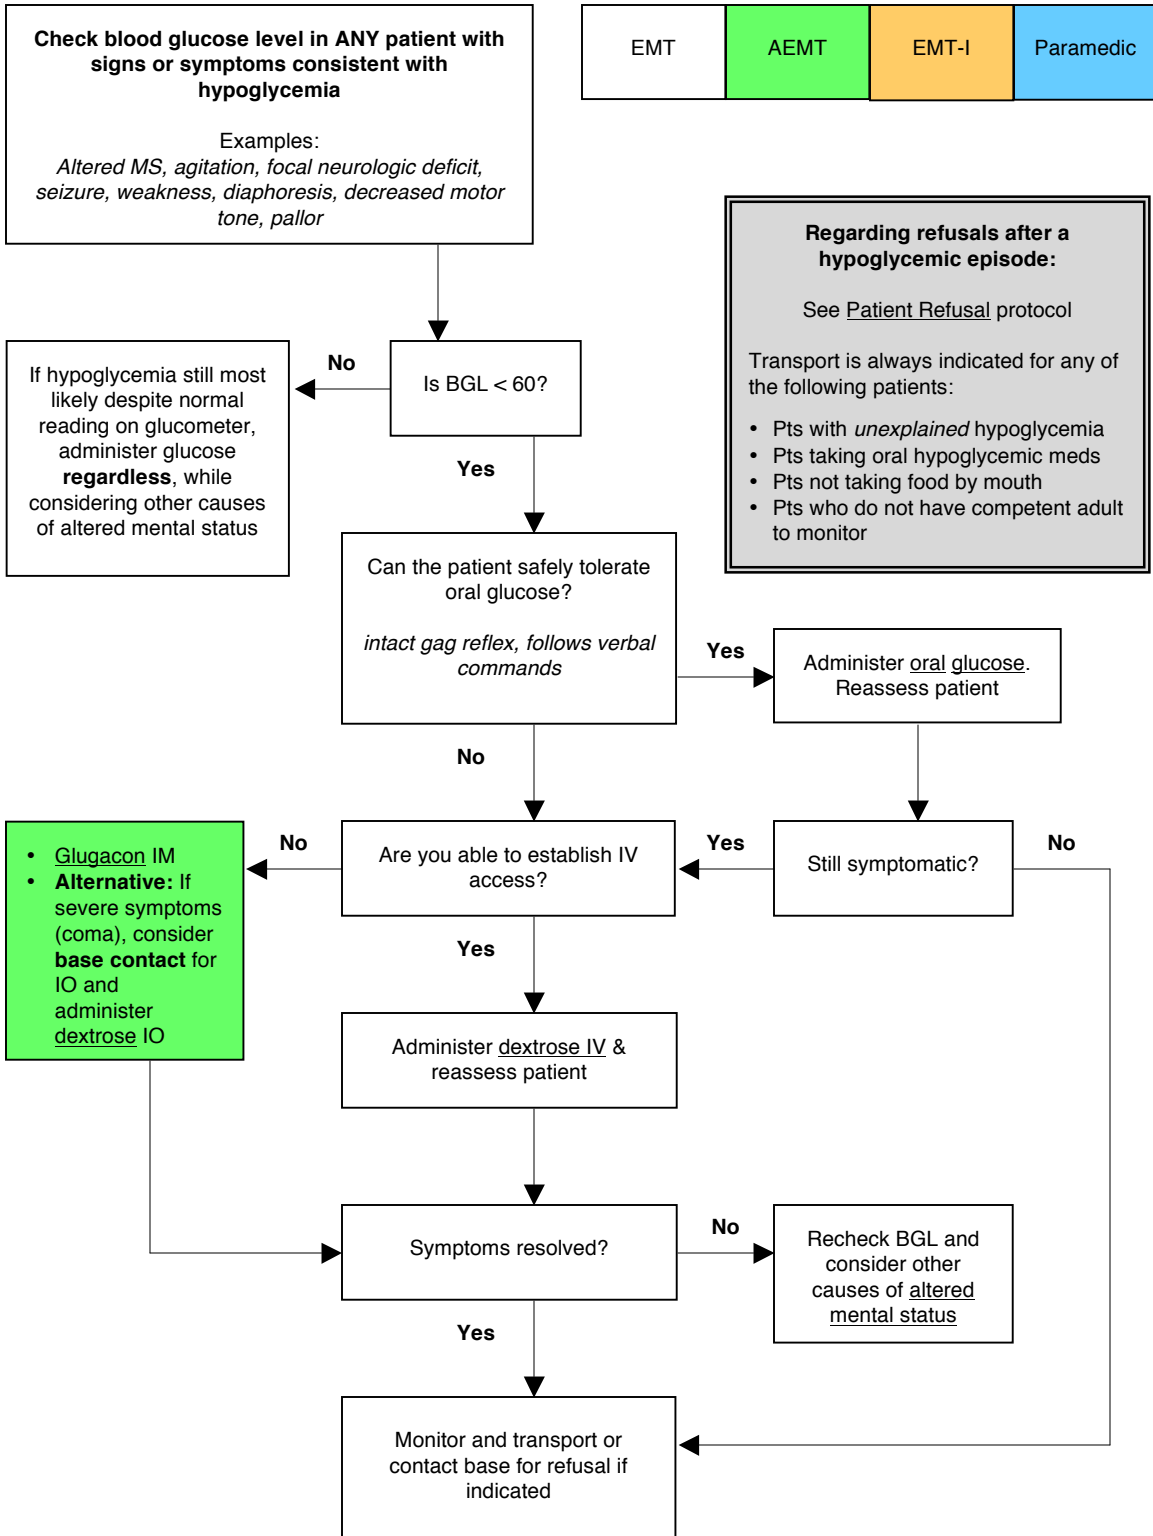 Check blood glucose level in ANY patient with
signs or symptoms consistent with
hypoglycemia
Examples:
Altered MS, agitation, focal neurologic deficit,
seizure, weakness, diaphoresis, decreased motor
tone, pallor
EMT
AEMT
EMT-I
Paramedic
Regarding refusals after a
hypoglycemic episode:
See Patient Refusal protocol
Transport is always indicated for any of
the following patients:
• Pts with unexplained hypoglycemia
• Pts taking oral hypoglycemic meds
• Pts not taking food by mouth
• Pts who do not have competent adult
to monitor
Is BGL < 60?
No
If hypoglycemia still most
likely despite normal
reading on glucometer,
administer glucose
regardless, while
considering other causes
of altered mental status
Yes
Can the patient safely tolerate
oral glucose?
intact gag reflex, follows verbal
commands
Yes
Administer oral glucose.
Reassess patient
No
Still symptomatic?
Yes
No
Are you able to establish IV
access?
No
• Glugacon IM
• Alternative: If
severe symptoms
(coma), consider
base contact for
IO and
administer
dextrose IO
Yes
Administer dextrose IV &
reassess patient
Symptoms resolved?
No
Recheck BGL and
consider other
causes of altered
mental status
Yes
Monitor and transport or
contact base for refusal if
indicated